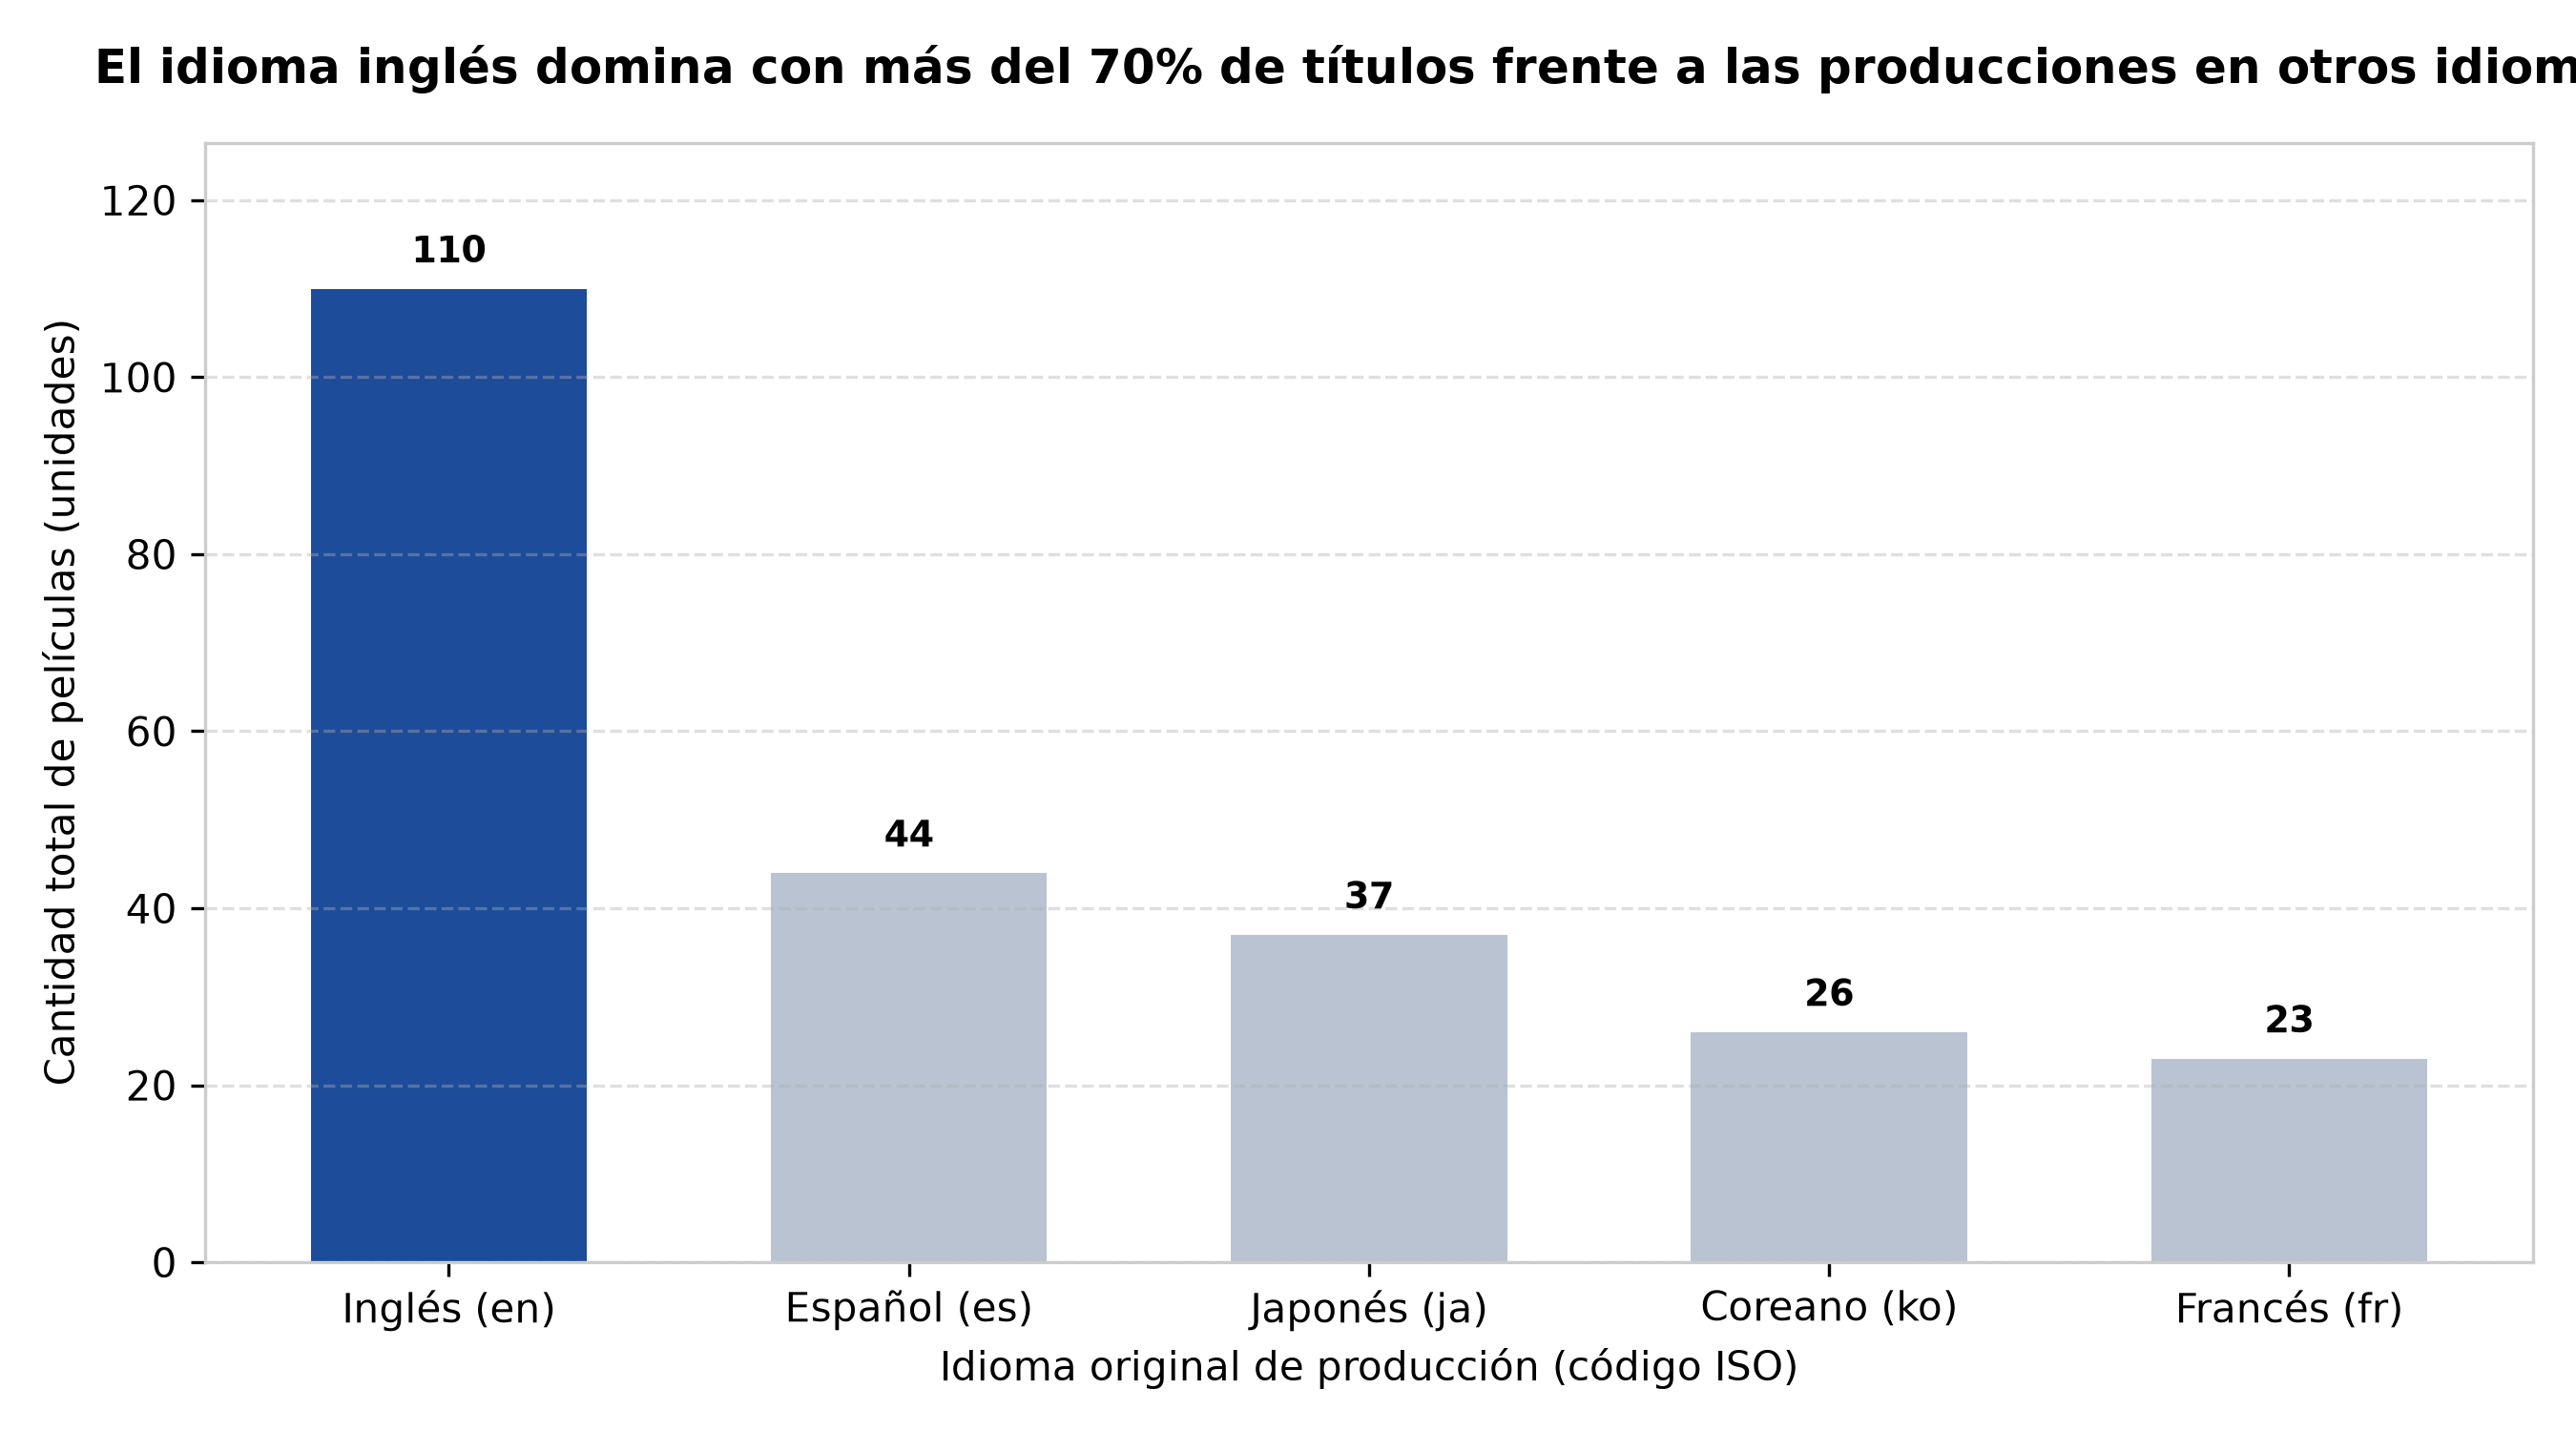 El idioma inglés domina con más del 70% de títulos frente a las producciones en otros idiom
Cantidad total de películas (unidades)
120
100
80
60
40
20
0
110
44
37
26
23
Inglés (en)
Español (es)
Japonés (ja)
Coreano (ko)
Francés (fr)
Idioma original de producción (código ISO)